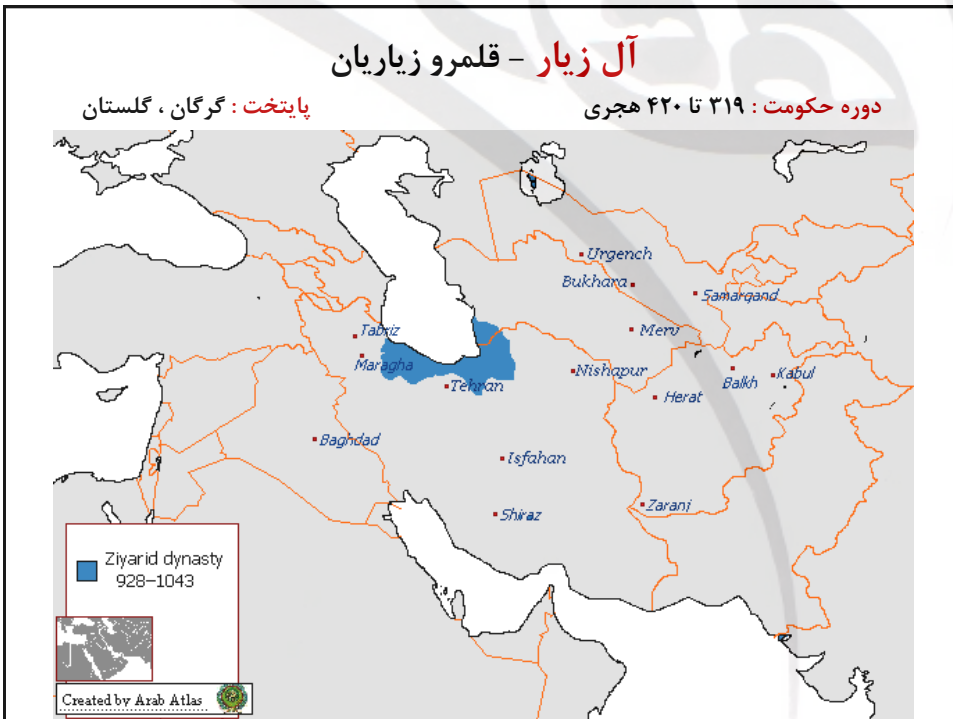 آل زیار - قلمرو زیاریان
دوره حکومت : ۳۱۹ تا ۴۲۰ هجری
پایتخت : گرگان ، گلستان
Urgench
Bukhara
Samargand
Tabriz
Merv
Maragha
Tehran
Nishapur
Balkh
Kabul
Herat
Baghdad
Isfahan
Shiraz
Zarani
Ziyarid dynasty
928-1043
Created by Arab Atlas